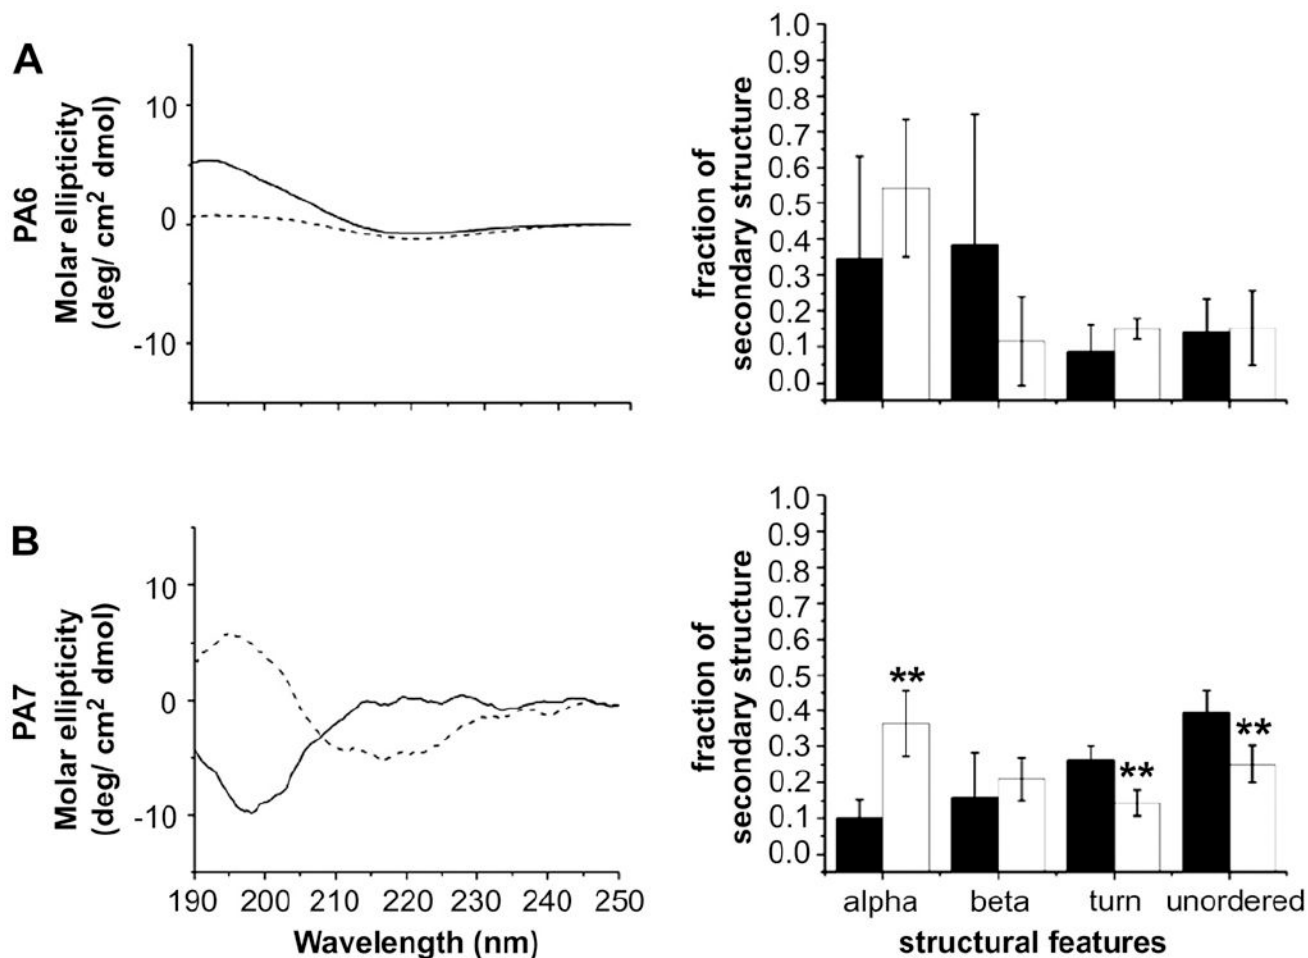 A
PA6
Molar ellipticity
(deg/ cm² dmol)
10
0
-10
fraction of
secondary structure
1.0
0.9
0.8
0.7
0.6
0.5
0.4
0.3
0.2
0.1
0.0
B
PA7
Molar ellipticity
(deg/ cm² dmol)
10
0
-10
190 200 210 220 230 240 250
Wavelength (nm)
fraction of
secondary structure
1.0
0.9
0.8
0.7
0.6
0.5
0.4
0.3
0.2
0.1
0.0
**
**
**
alpha beta turn unordered
structural features